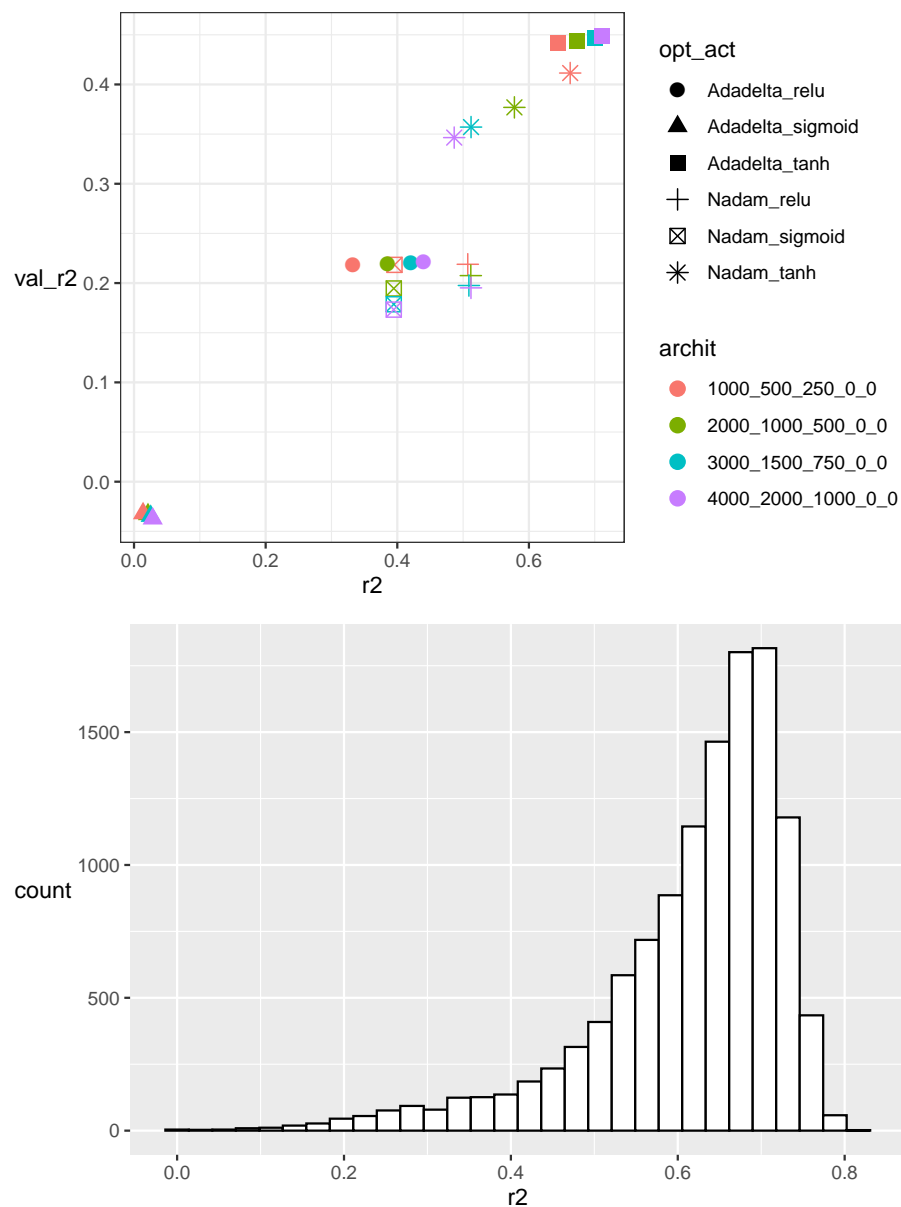 val_r2
0.4
0.3
0.2
0.1
0.0
0.0
0.2
0.4
0.6
r2
opt_act
Adadelta_relu
Adadelta_sigmoid
Adadelta_tanh
Nadam_relu
Nadam_sigmoid
Nadam_tanh
archit
1000_500_250_0_0
2000_1000_500_0_0
3000_1500_750_0_0
4000_2000_1000_0_0
count
1500
1000
500
0
0.0
0.2
0.4
0.6
0.8
r2